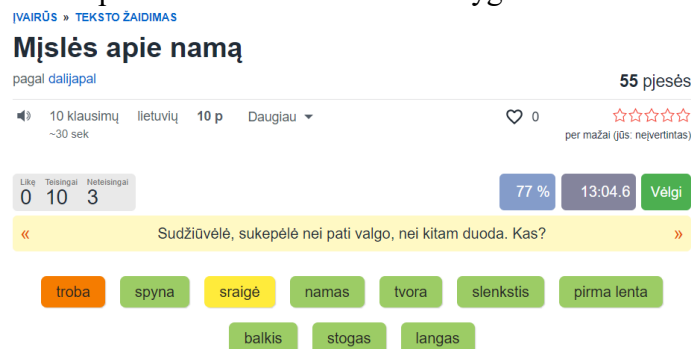 ĮVAIRŪS » TEKSTO ŽAIDIMAS
Mįslės apie namą
pagal dalijapal
55 pjesės
10 klausimų lietuvių 10 p Daugiau
~30 sek
0
per mažai (jūs: neįvertintas)
Likę Teisingai Neteisingai
0 10 3
77 % 13:04.6 Vėlgi
« Sudžiūvėlė, sukepėlė nei pati valgo, nei kitam duoda. Kas? »
troba spyna sraigė namas tvora slenkstis pirma lenta
balkis stogas langas